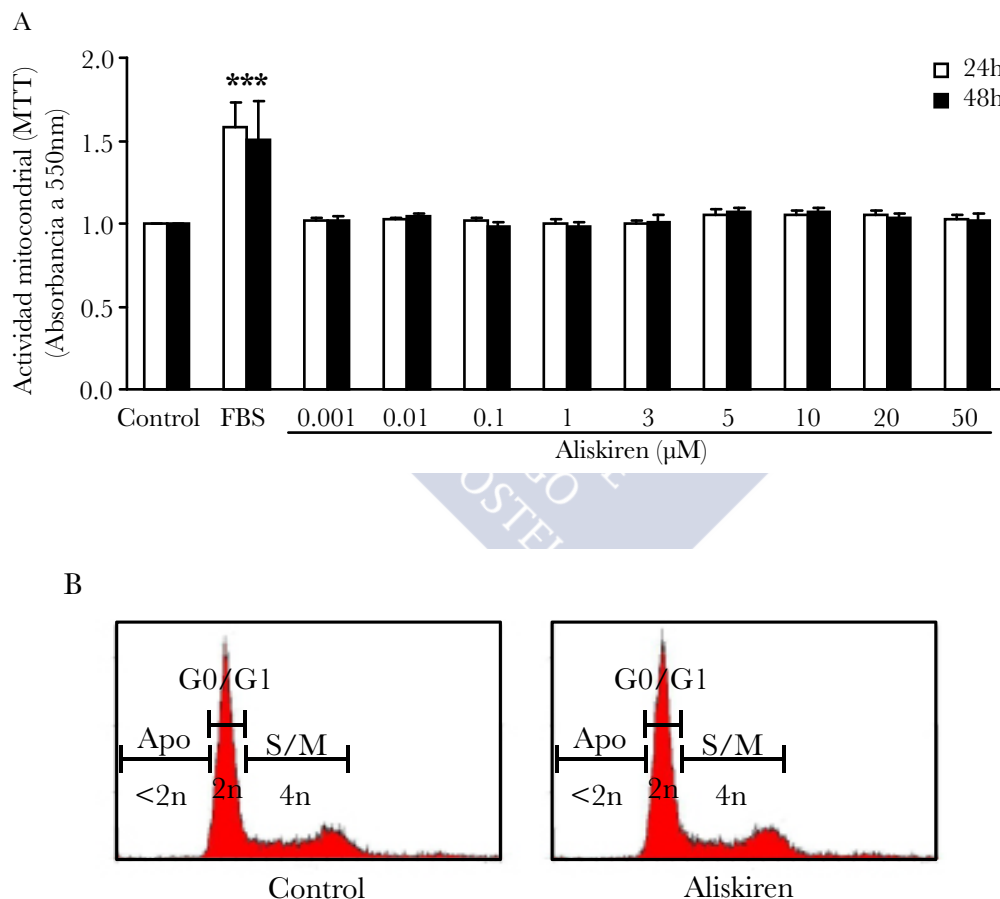 A
Actividad mitocondrial (MTT)
(Absorbancia a 550nm)
2.0
1.5
1.0
0.5
0.0
***
24h
48h
Control FBS 0.001 0.01 0.1 1 3 5 10 20 50
Aliskiren (µM)
GO
OSTE
B
G0/G1
Apo
S/M
<2n
2n
4n
Control
G0/G1
Apo
S/M
<2n
2n
4n
Aliskiren